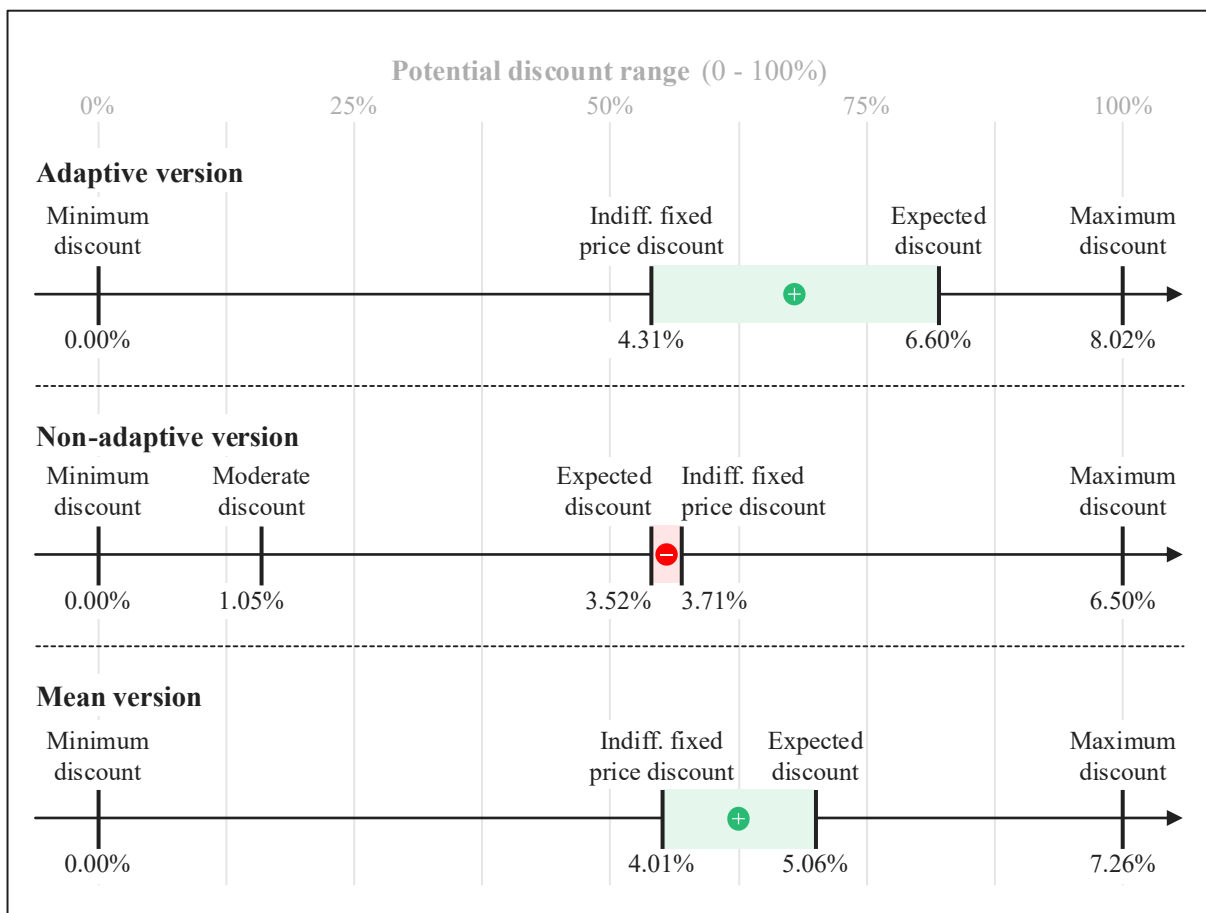 Potential discount range (0 - 100%)
0% 25% 50% 75% 100%
Adaptive version
Minimum discount
Indiff. fixed price discount
Expected discount
Maximum discount
0.00% 4.31% 6.60% 8.02%
Non-adaptive version
Minimum discount
Moderate discount
Expected discount
Indiff. fixed price discount
Maximum discount
0.00% 1.05% 3.52% 3.71% 6.50%
Mean version
Minimum discount
Indiff. fixed price discount
Expected discount
Maximum discount
0.00% 4.01% 5.06% 7.26%